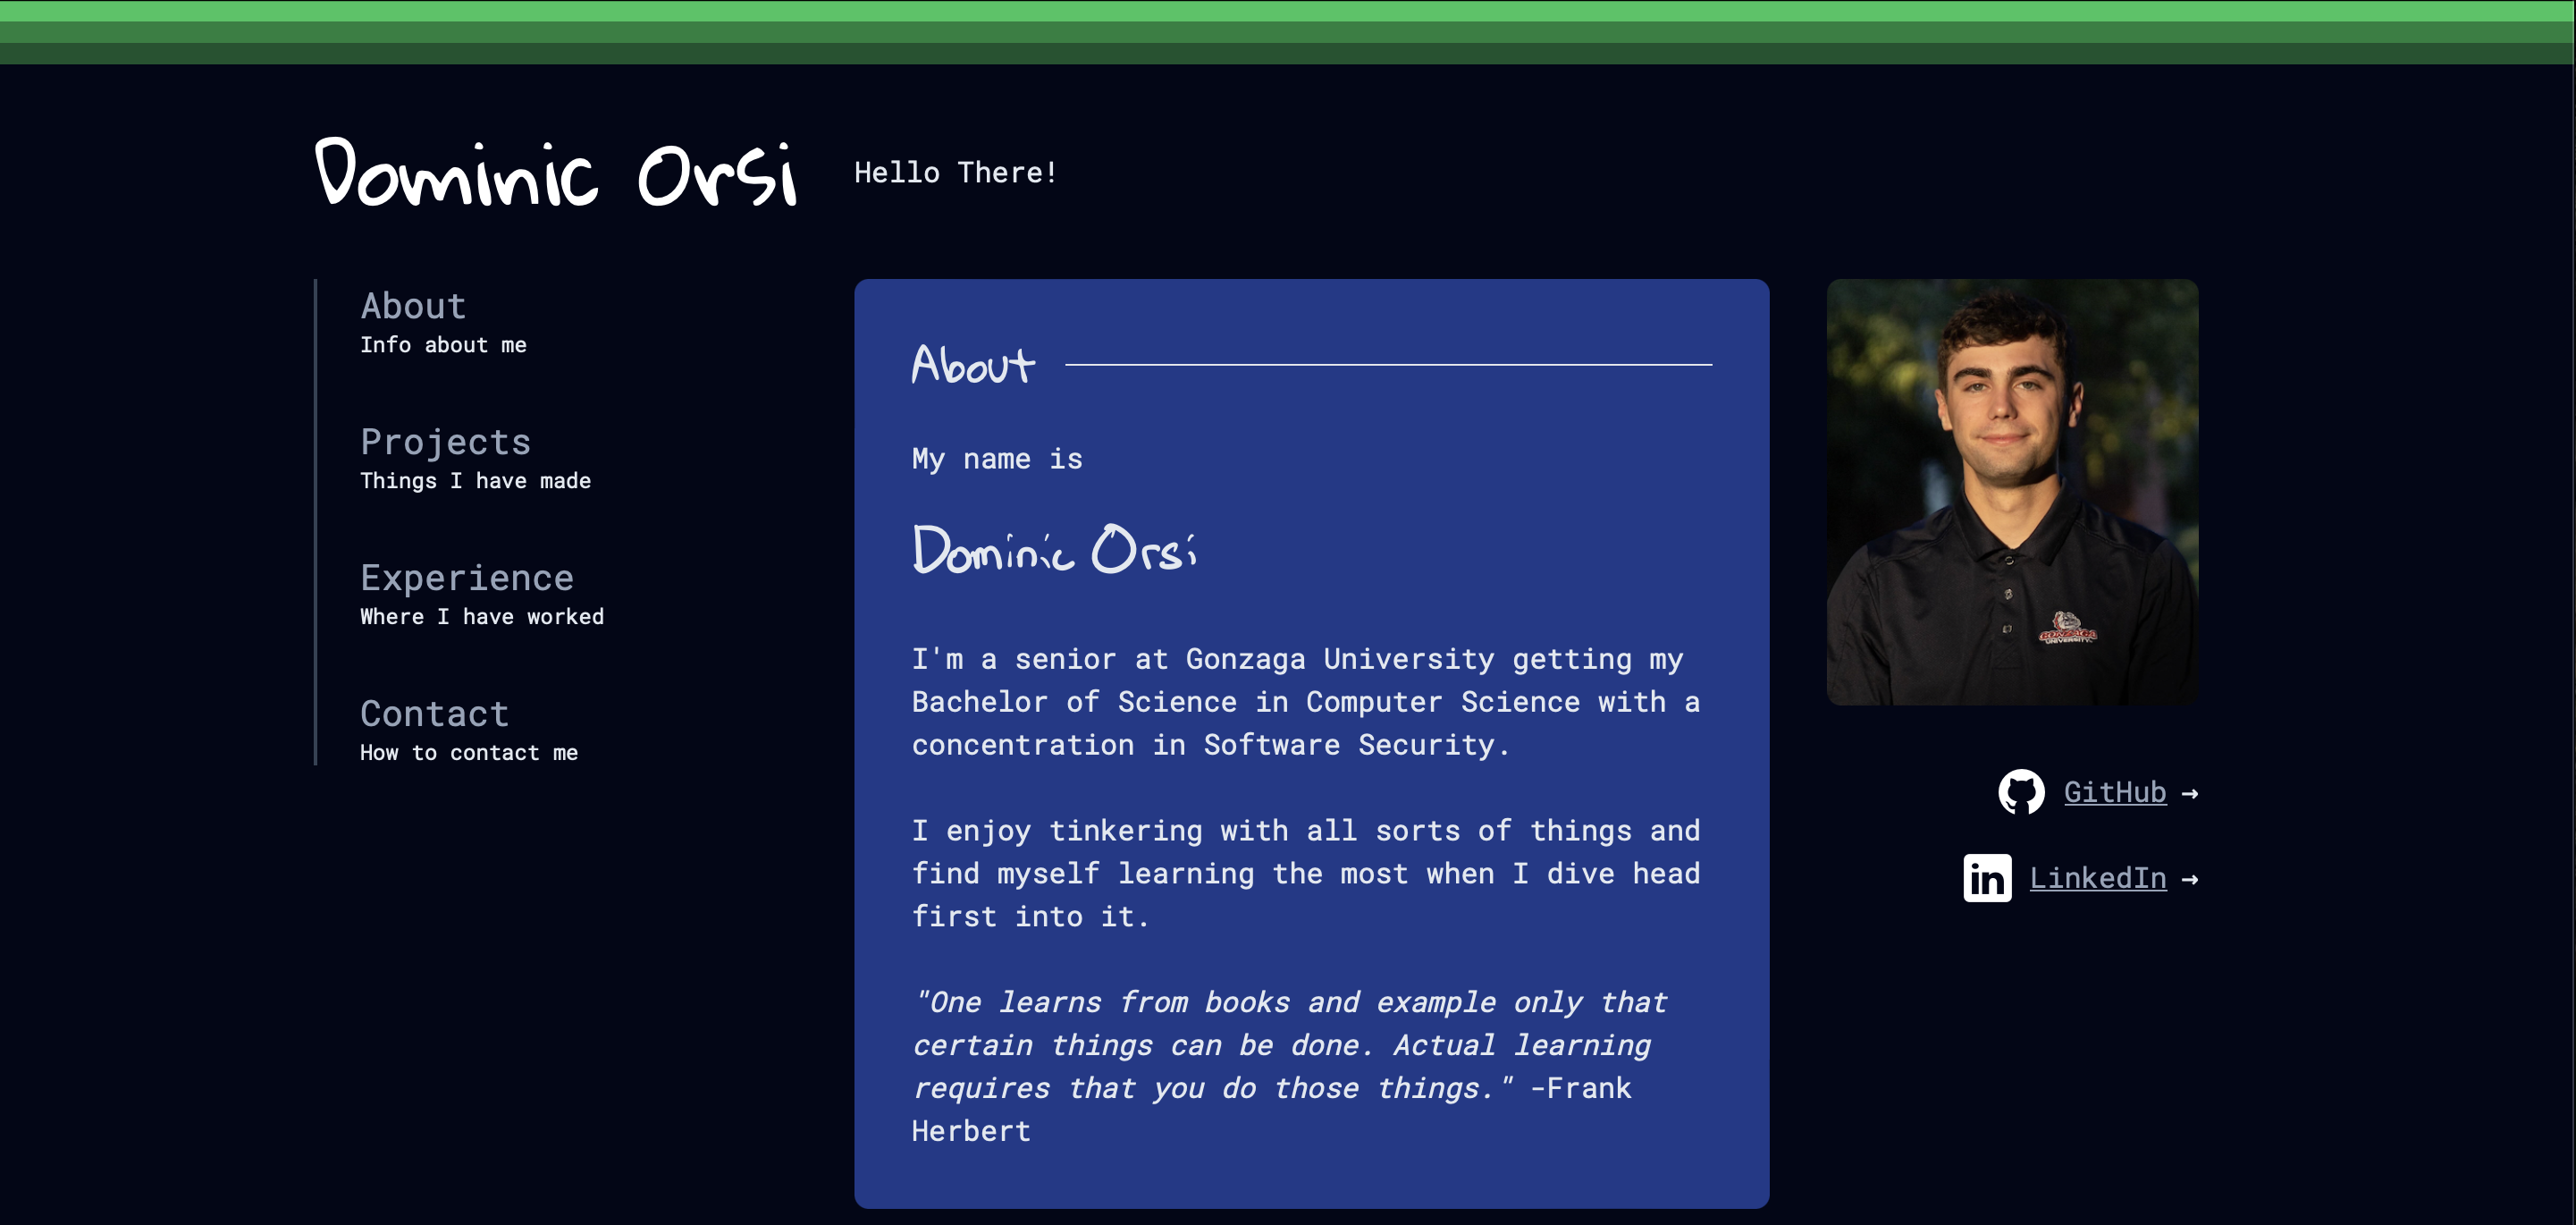 Dominic Orsi
Hello There!
About
Info about me
Projects
Things I have made
Experience
Where I have worked
Contact
How to contact me
About
My name is
Dominic Orsi
I'm a senior at Gonzaga University getting my
Bachelor of Science in Computer Science with a
concentration in Software Security.
I enjoy tinkering with all sorts of things and
find myself learning the most when I dive head
first into it.
"One learns from books and example only that
certain things can be done. Actual learning
requires that you do those things." -Frank
Herbert
GONZAGA
UNIVERSITY
GitHub →
in LinkedIn →